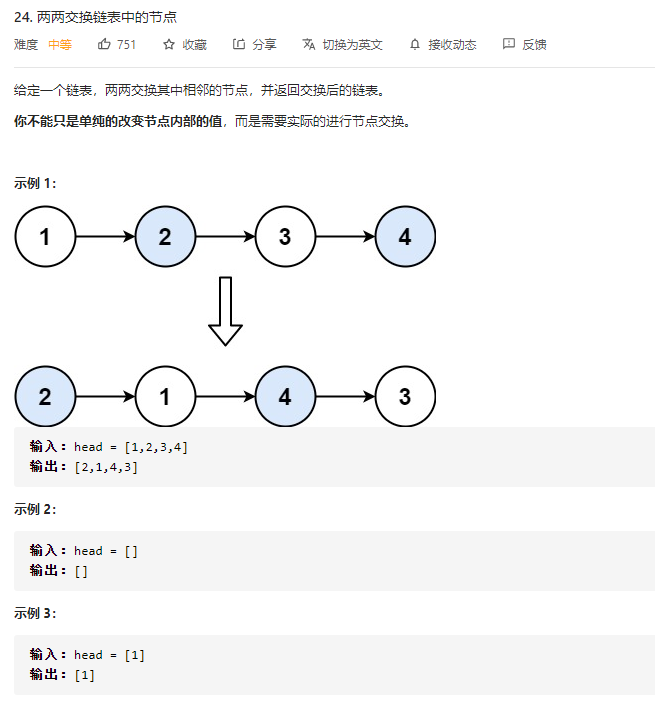 24. 两两交换链表中的节点
难度 中等 751 收藏 分享 切换为英文 接收动态 反馈
给定一个链表，两两交换其中相邻的节点，并返回交换后的链表。
你不能只是单纯的改变节点内部的值，而是需要实际的进行节点交换。
示例 1：
1 2 3 4
2 1 4 3
输入：head = [1,2,3,4]
输出：[2,1,4,3]
示例 2：
输入：head = []
输出：[]
示例 3：
输入：head = [1]
输出：[1]